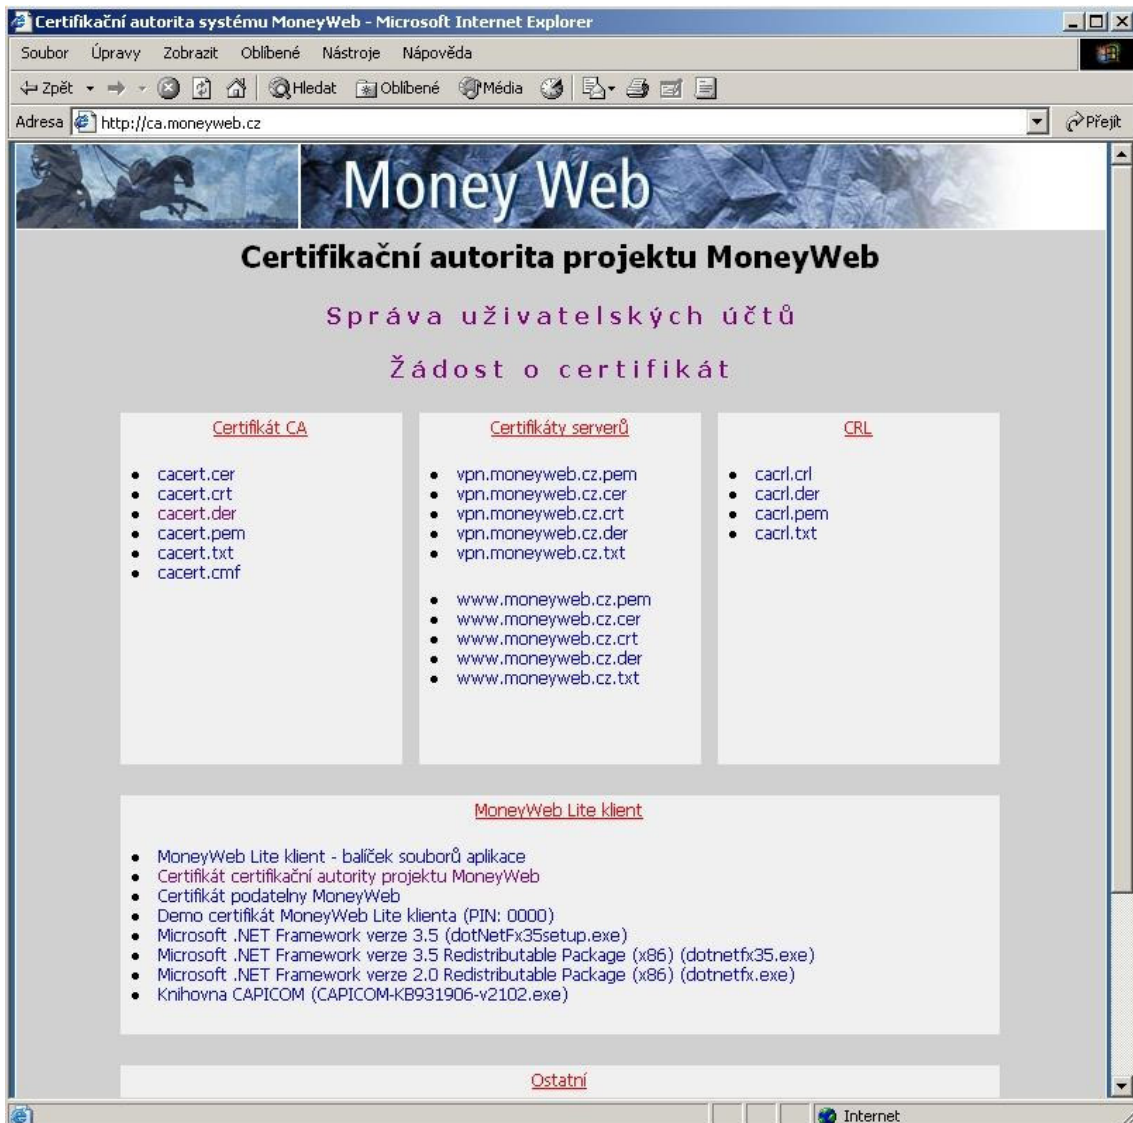 Certifikační autorita systému MoneyWeb - Microsoft Internet Explorer
Soubor Úpravy Zobrazit Oblíbené Nástroje Nápověda
Zpět Hledat Oblíbené Média
Adresa http://ca.moneyweb.cz Přejít
Money Web
Certifikační autorita projektu MoneyWeb
Správa uživatelských účtů
Žádost o certifikát
Certifikát CA
cacert.cer
cacert.crt
cacert.der
cacert.pem
cacert.txt
cacert.cmf
Certifikáty serverů
vpn.moneyweb.cz.pem
vpn.moneyweb.cz.cer
vpn.moneyweb.cz.crt
vpn.moneyweb.cz.der
vpn.moneyweb.cz.txt
www.moneyweb.cz.pem
www.moneyweb.cz.cer
www.moneyweb.cz.crt
www.moneyweb.cz.der
www.moneyweb.cz.txt
CRL
cacrl.crl
cacrl.der
cacrl.pem
cacrl.txt
MoneyWeb Lite klient
MoneyWeb Lite klient - balíček souborů aplikace
Certifikát certifikační autority projektu MoneyWeb
Certifikát podatelny MoneyWeb
Demo certifikát MoneyWeb Lite klienta (PIN: 0000)
Microsoft .NET Framework verze 3.5 (dotNetFx35setup.exe)
Microsoft .NET Framework verze 3.5 Redistributable Package (x86) (dotnetfx35.exe)
Microsoft .NET Framework verze 2.0 Redistributable Package (x86) (dotnetfx.exe)
Knihovna CAPICOM (CAPICOM-KB931906-v2102.exe)
Ostatní
Internet